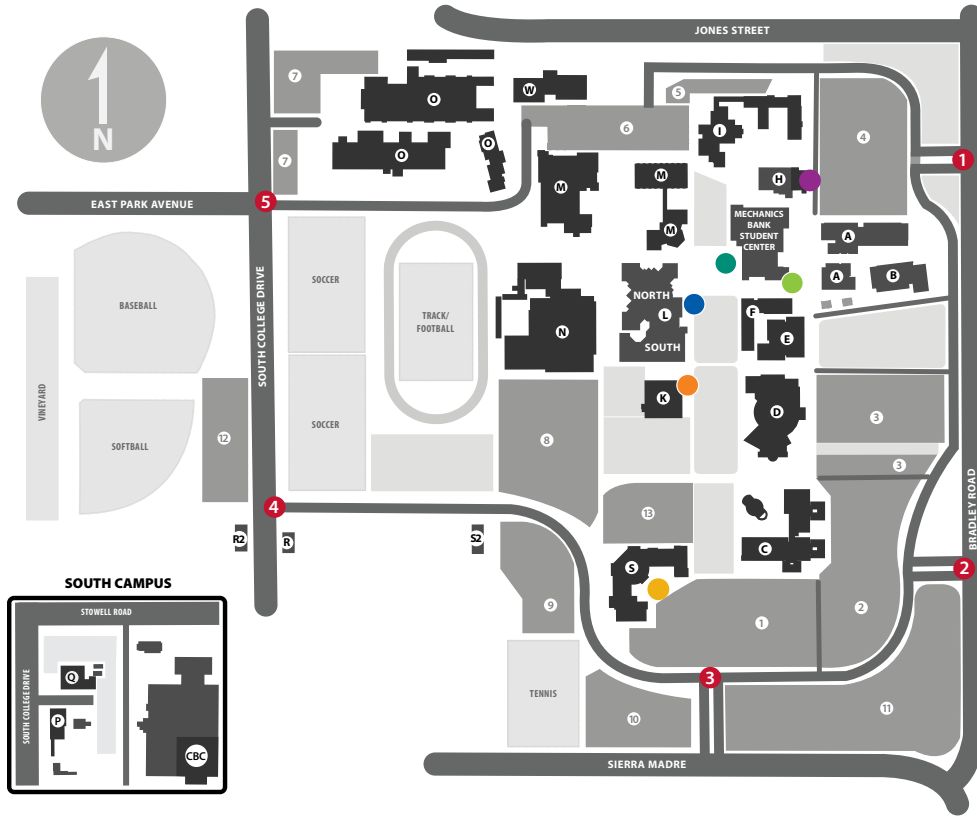 JONES STREET
N
7
O
W
5
6
I
4
1
7
O
O
M
M
H
5
EAST PARK AVENUE
MECHANICS
BANK
STUDENT
CENTER
M
A
A
B
SOCCER
BASEBALL
SOUTH COLLEGE DRIVE
TRACK/
FOOTBALL
NORTH
L
SOUTH
N
F
E
VINEYARD
K
D
3
SOFTBALL
12
SOCCER
8
3
BRADLEY ROAD
4
13
R2
R
S2
C
S
2
SOUTH CAMPUS
9
1
2
STOWELL ROAD
SOUTH COLLEGE DRIVE
Q
P
CBC
3
TENNIS
10
11
SIERRA MADRE